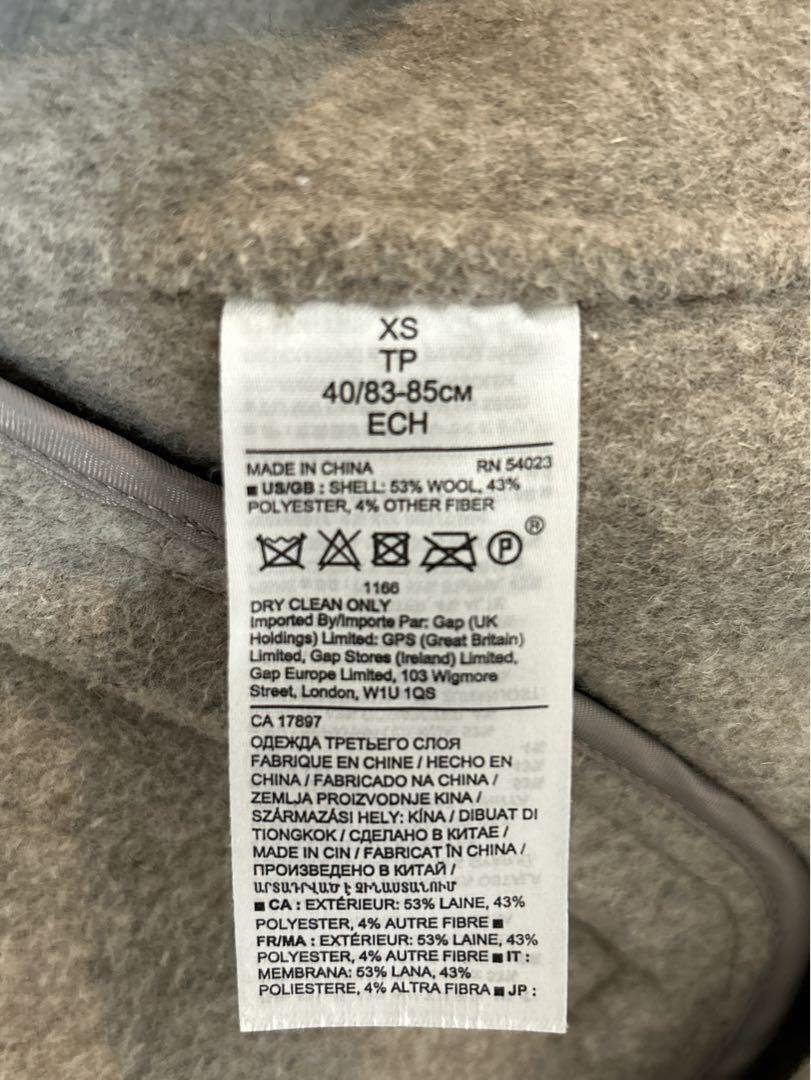 XS
TP
40/83-85см
ECH
MADE IN CHINA RN 54023
■ US/GB : SHELL: 53% WOOL, 43%
POLYESTER, 4% OTHER FIBER
P ®
1166
DRY CLEAN ONLY
Imported By/Importe Par: Gap (UK
Holdings) Limited: GPS (Great Britain)
Limited, Gap Stores (Ireland) Limited,
Gap Europe Limited, 103 Wigmore
Street, London, W1U 1QS
CA 17897
ОДЕЖДА ТРЕТЬЕГО СЛОЯ
FABRIQUE EN CHINE / HECHO EN
CHINA / FABRICADO NA CHINA /
ZEMLJA PROIZVODNJE KINA /
SZÁRMAZÁSI HELY: KÍNA / DIBUAT DI
TIONGKOK / СДЕЛАНО В КИТАЕ /
MADE IN CIN / FABRICAT ÎN CHINA /
ПРОИЗВЕДЕНО В КИТАЙ /
ԱՐՏԱԴՐՎԱԾ Է ՉԻՆԱՍՏԱՆՈՒՄ
■ CA : EXTÉRIEUR: 53% LAINE, 43%
POLYESTER, 4% AUTRE FIBRE ■
FR/MA : EXTÉRIEUR: 53% LAINE, 43%
POLYESTER, 4% AUTRE FIBRE ■ IT :
MEMBRANA: 53% LANA, 43%
POLIESTERE, 4% ALTRA FIBRA ■ JP :